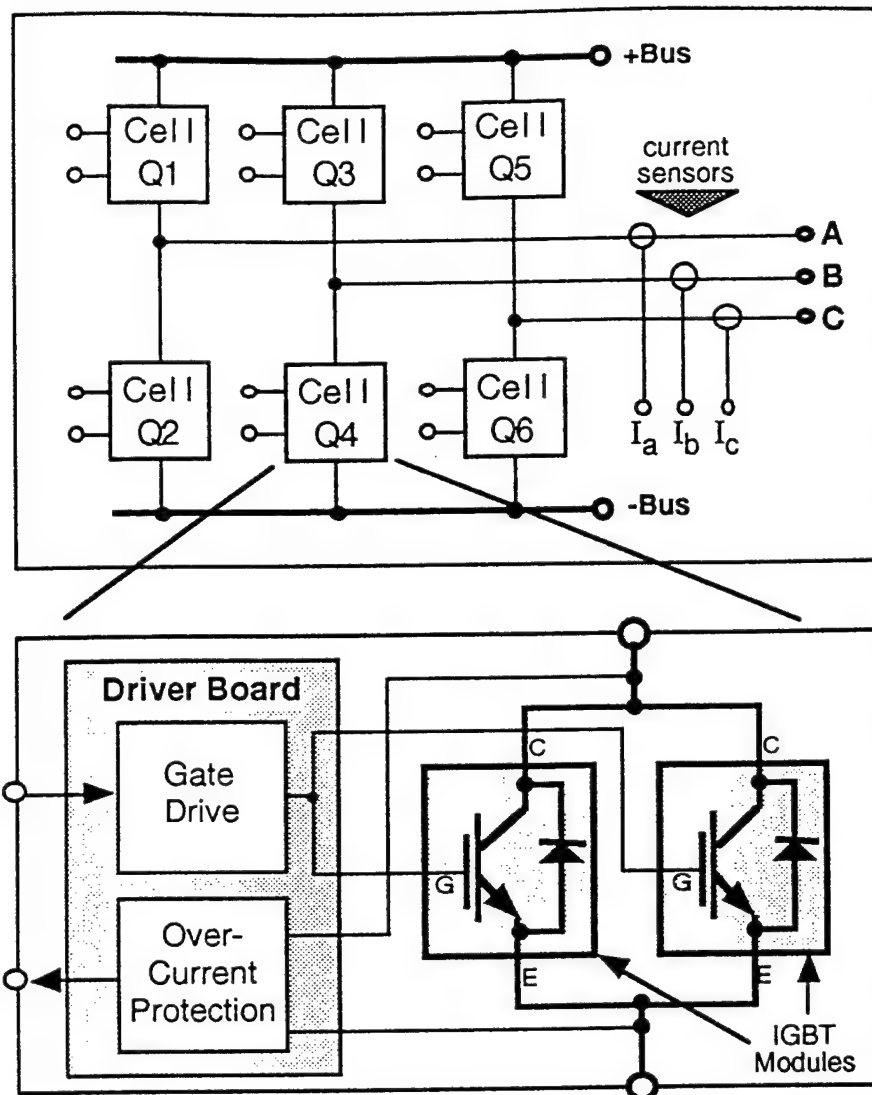 +Bus
Cell
Q1
Cell
Q3
Cell
Q5
current
sensors
A
B
C
Cell
Q2
Cell
Q4
Cell
Q6
Ia Ib Ic
-Bus
Driver Board
Gate
Drive
Over-
Current
Protection
C
G
E
C
G
E
IGBT
Modules